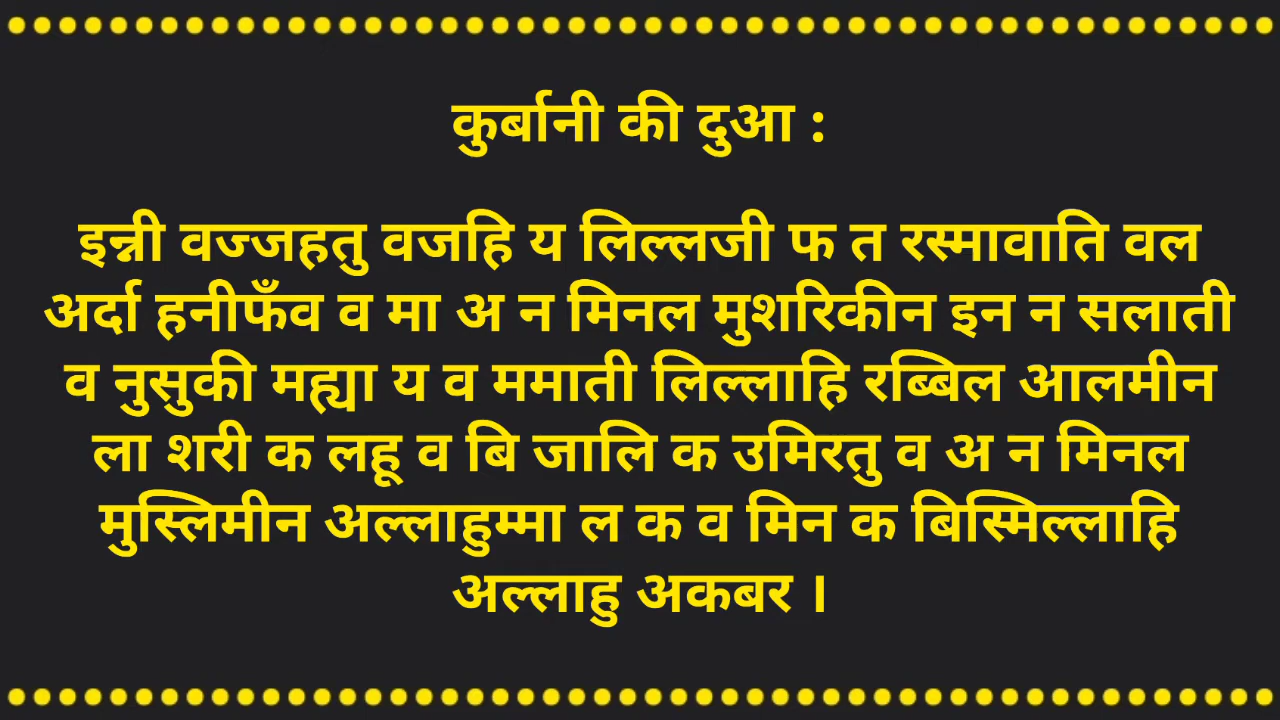 कुर्बानी की दुआ :
इन्नी वज्जहतु वजहि य लिल्लजी फ त रस्मावाति वल
अर्दा हनीफँव व मा अ न मिनल मुशरिकीन इन न सलाती
व नुसुकी मह्या य व ममाती लिल्लाहि रब्बिल आलमीन
ला शरी क लहू व बि जालि क उमिरतु व अ न मिनल
मुस्लिमीन अल्लाहुम्मा ल क व मिन क बिस्मिल्लाहि
अल्लाहु अकबर ।